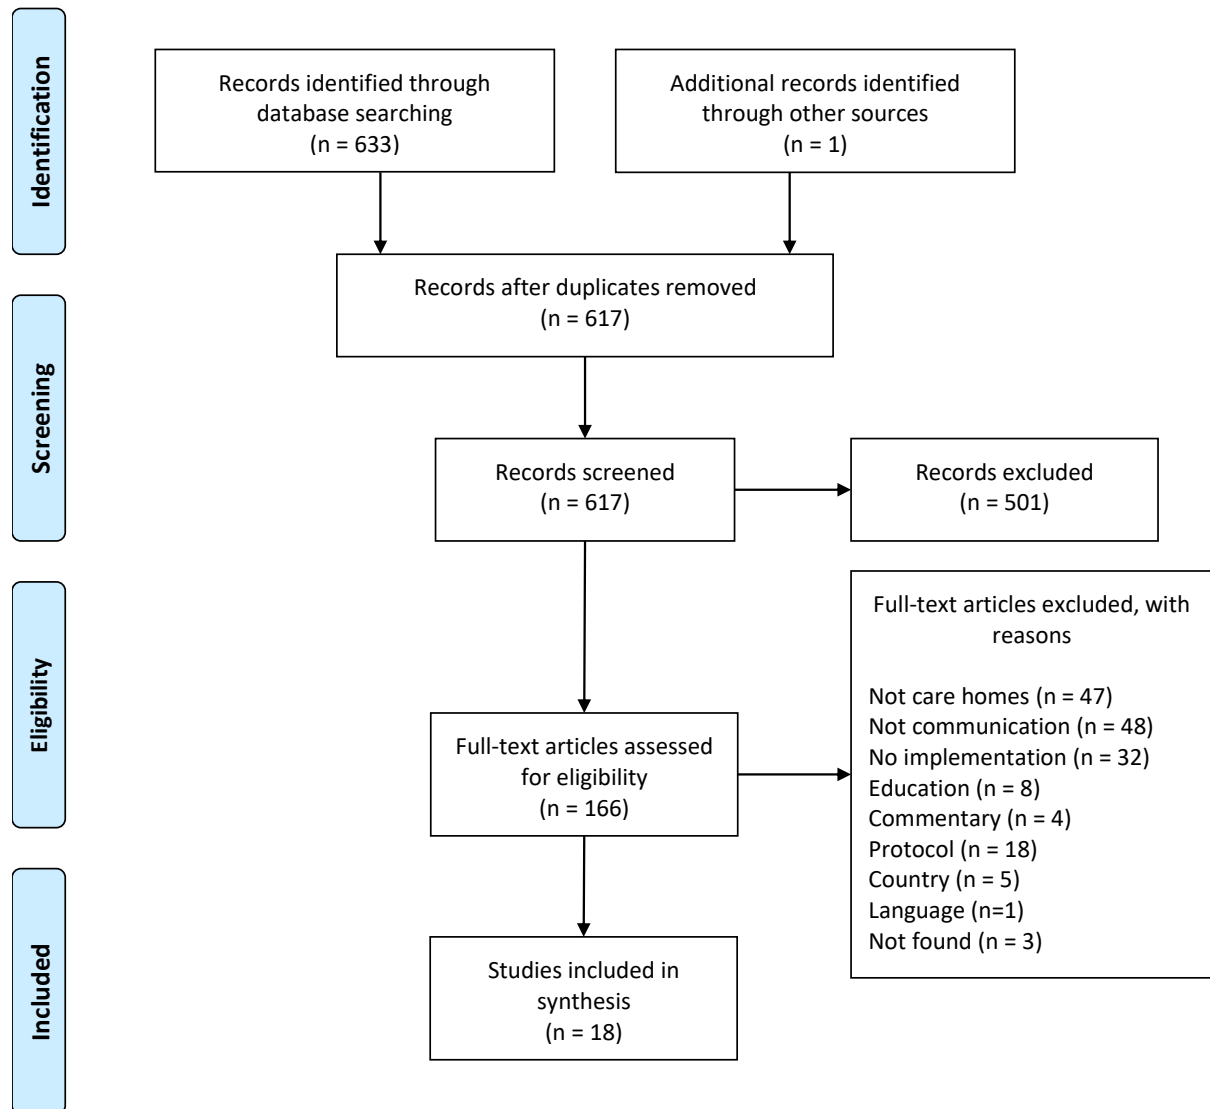 Identification
Records identified through
database searching
(n = 633)
Additional records identified
through other sources
(n = 1)
Records after duplicates removed
(n = 617)
Screening
Records screened
(n = 617)
Records excluded
(n = 501)
Eligibility
Full-text articles assessed
for eligibility
(n = 166)
Full-text articles excluded, with
reasons
Not care homes (n = 47)
Not communication (n = 48)
No implementation (n = 32)
Education (n = 8)
Commentary (n = 4)
Protocol (n = 18)
Country (n = 5)
Language (n=1)
Not found (n = 3)
Included
Studies included in
synthesis
(n = 18)